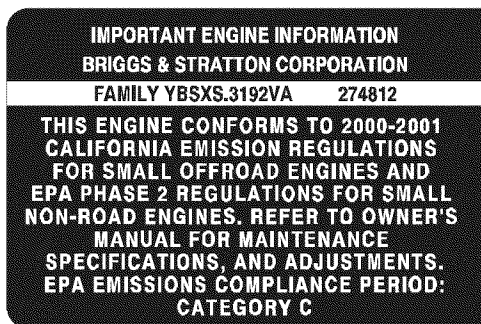 IMPORTANT ENGINE INFORMATION
BRIGGS & STRATTON CORPORATION
FAMILY YBSXS.3192VA 274812
THIS ENGINE CONFORMS TO 2000-2001
CALIFORNIA EMISSION REGULATIONS
FOR SMALL OFFROAD ENGINES AND
EPA PHASE 2 REGULATIONS FOR SMALL
NON-ROAD ENGINES. REFER TO OWNER'S
MANUAL FOR MAINTENANCE
SPECIFICATIONS, AND ADJUSTMENTS.
EPA EMISSIONS COMPLIANCE PERIOD:
CATEGORY C